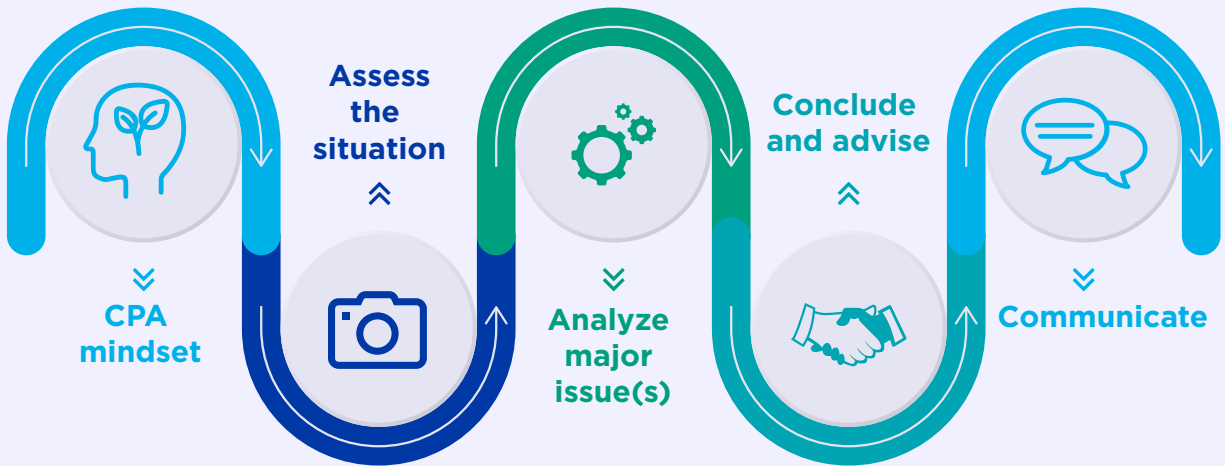 CPA
mindset
Assess
the
situation
Analyze
major
issue(s)
Conclude
and advise
Communicate